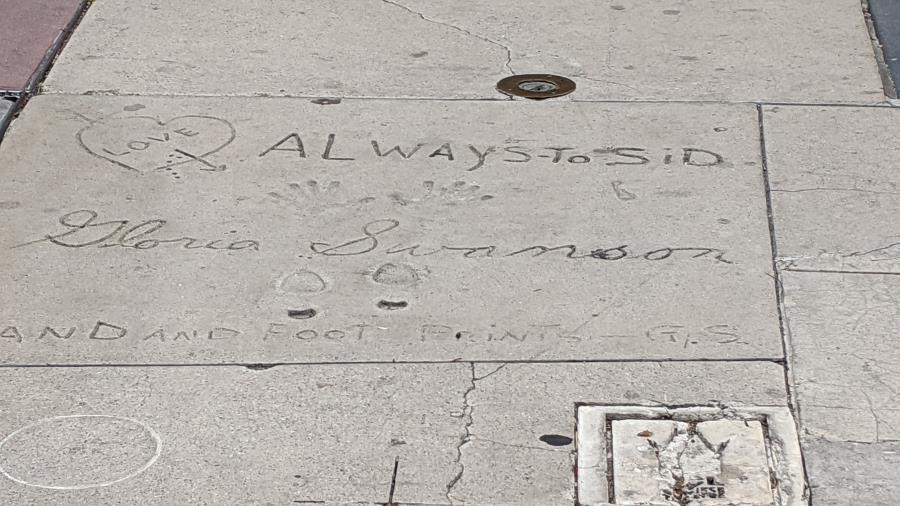 LOVE ALWAYS-TO-SID
Gloria Swanson
AND AND FOOT PRINTS - G.S.